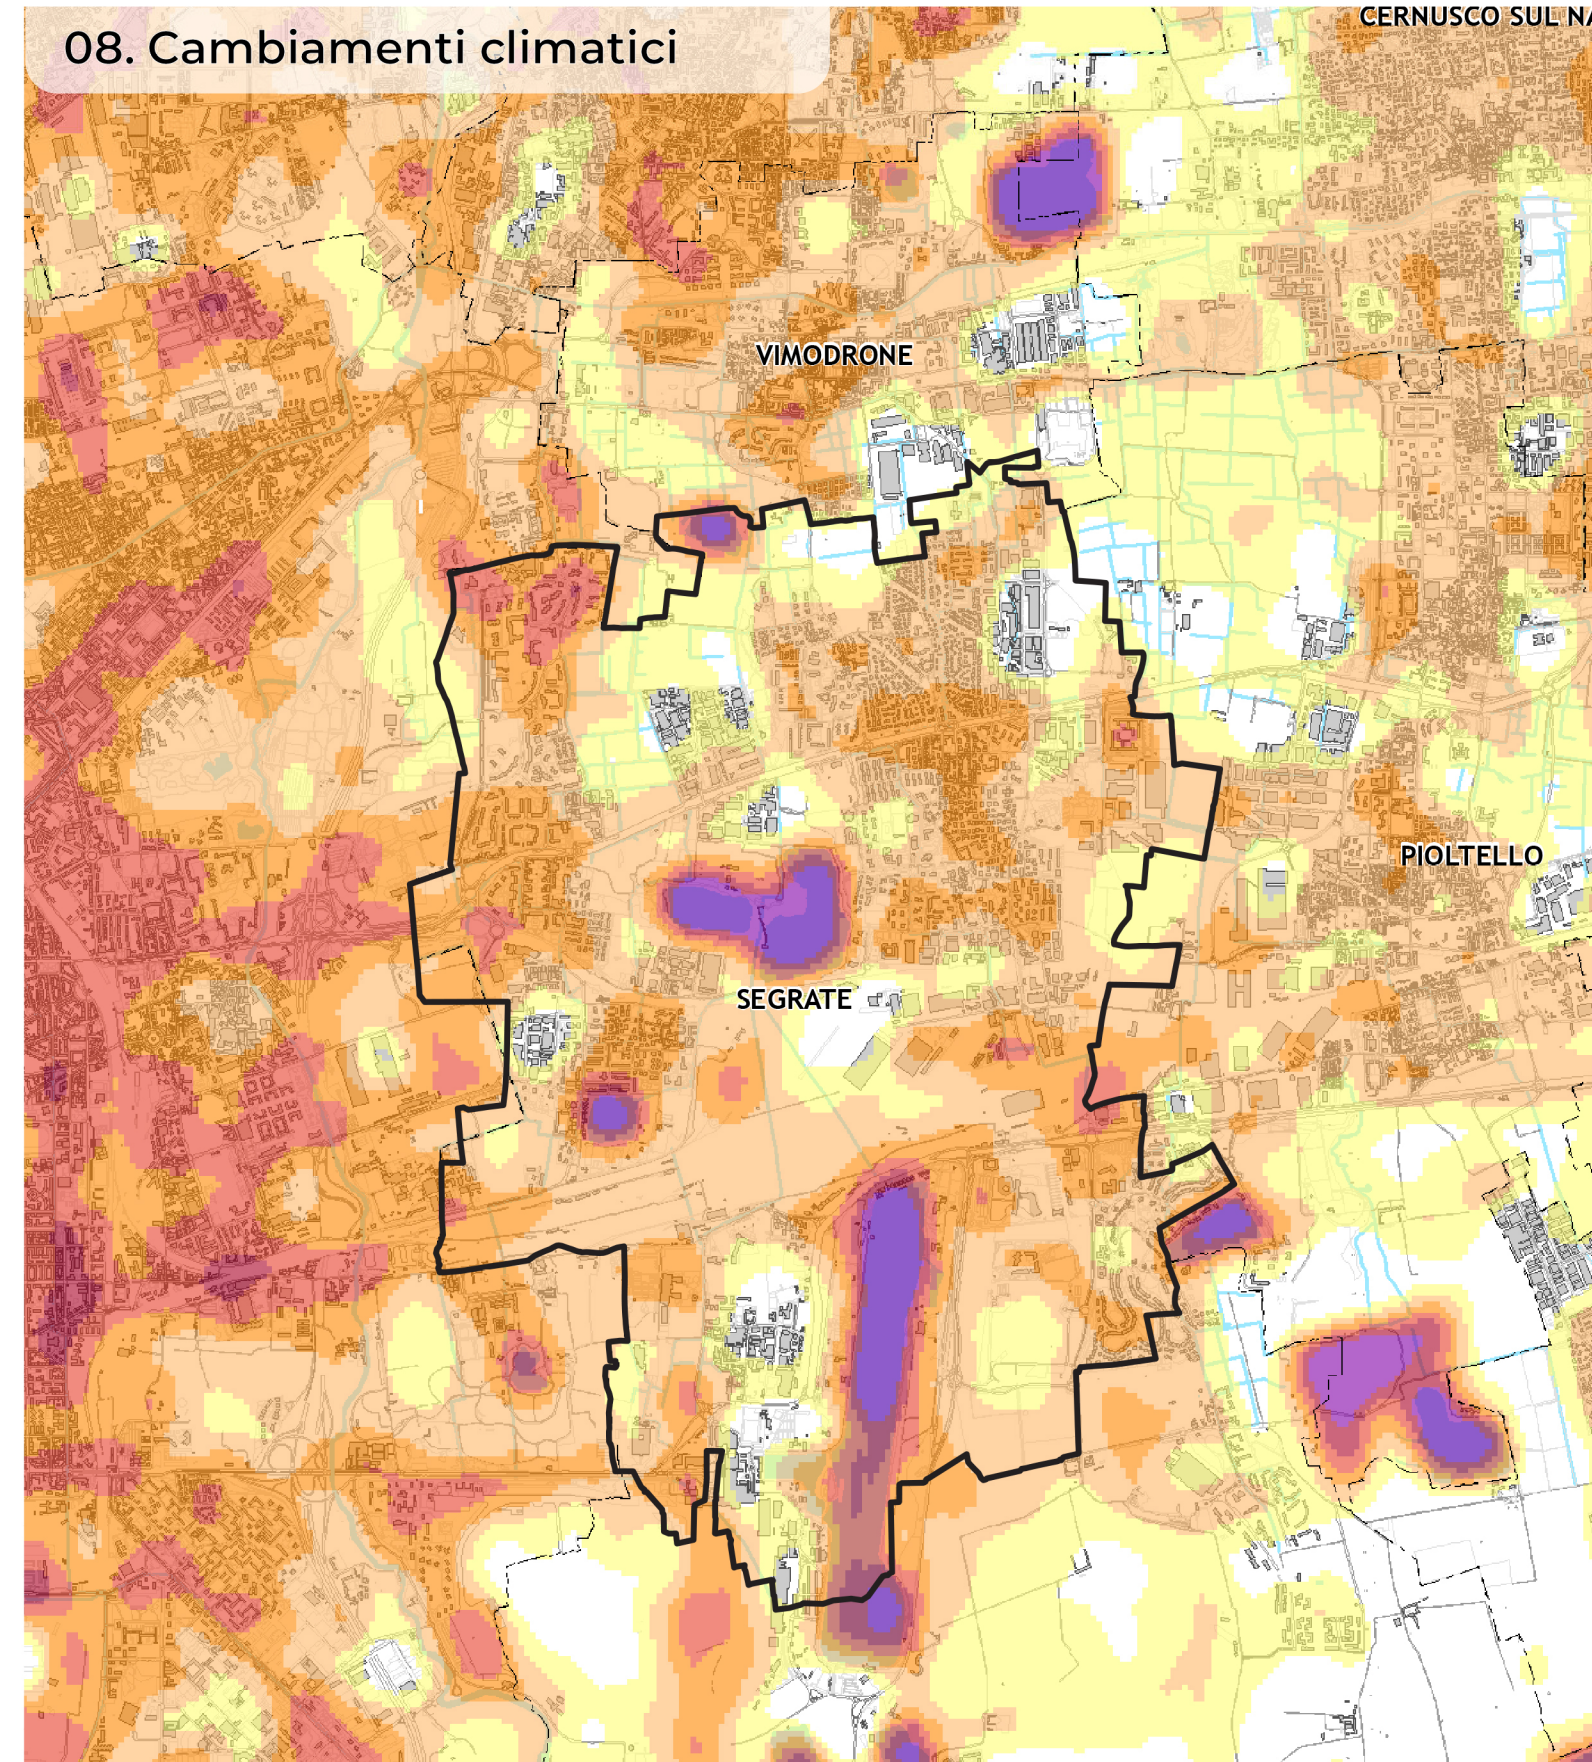 08. Cambiamenti climatici
CERNUSCO SUL NA
VIMODRONE
PIOLTELLO
SEGRATE